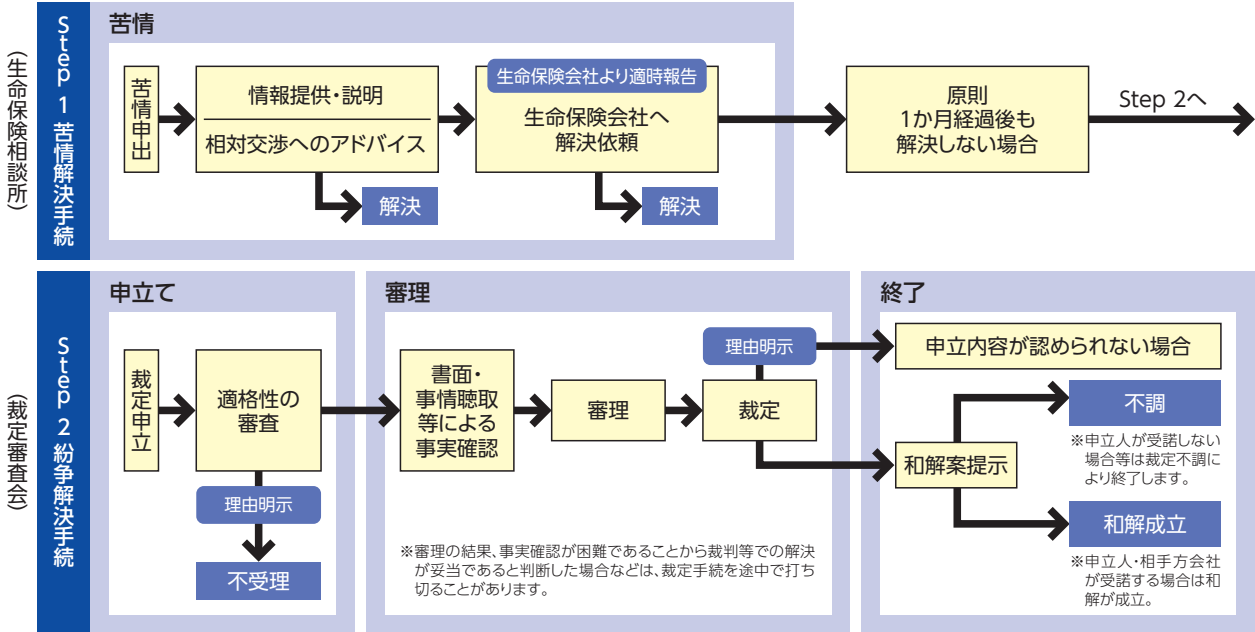 (生命保険相談所)
Step 1 苦情解決手続
苦情
苦情申出
情報提供・説明
相対交渉へのアドバイス
解決
生命保険会社より適時報告
生命保険会社へ
解決依頼
解決
原則
1か月経過後も
解決しない場合
Step 2へ
(裁定審査会)
Step 2 紛争解決手続
申立て
裁定申立
適格性の
審査
理由明示
不受理
審理
書面・
事情聴取
等による
事実確認
審理
裁定
理由明示
※審理の結果、事実確認が困難であることから裁判等での解決
が妥当であると判断した場合などは、裁定手続を途中で打ち
切ることがあります。
終了
申立内容が認められない場合
和解案提示
不調
※申立人が受諾しない
場合等は裁定不調に
より終了します。
和解成立
※申立人・相手方会社
が受諾する場合は和
解が成立。